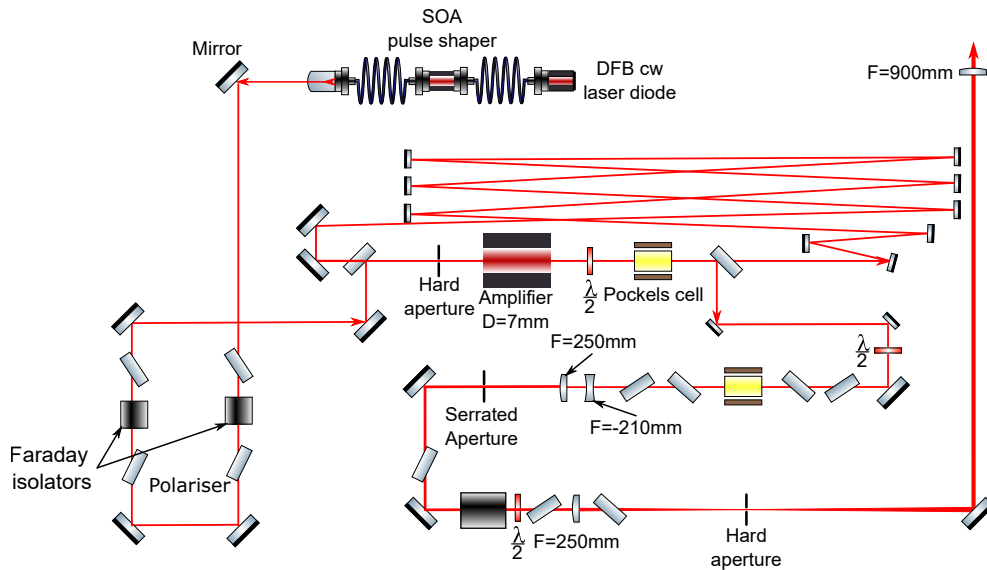 SOA
pulse shaper
Mirror
DFB cw
laser diode
F=900mm
Hard
aperture
Amplifier
D=7mm
λ
2
Pockels cell
F=250mm
λ
2
Serrated
Aperture
F=-210mm
Faraday
isolators
Polariser
λ
2
F=250mm
Hard
aperture